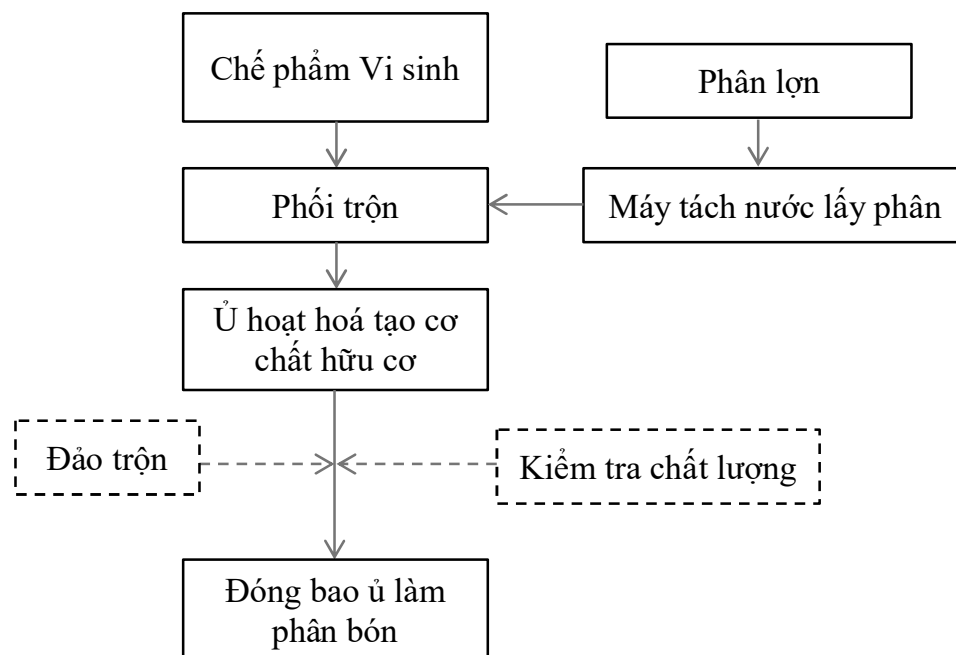 Chế phẩm Vi sinh
Phân lợn
Phối trộn
Máy tách nước lấy phân
Ủ hoạt hoá tạo cơ
chất hữu cơ
Đảo trộn
Kiểm tra chất lượng
Đóng bao ủ làm
phân bón